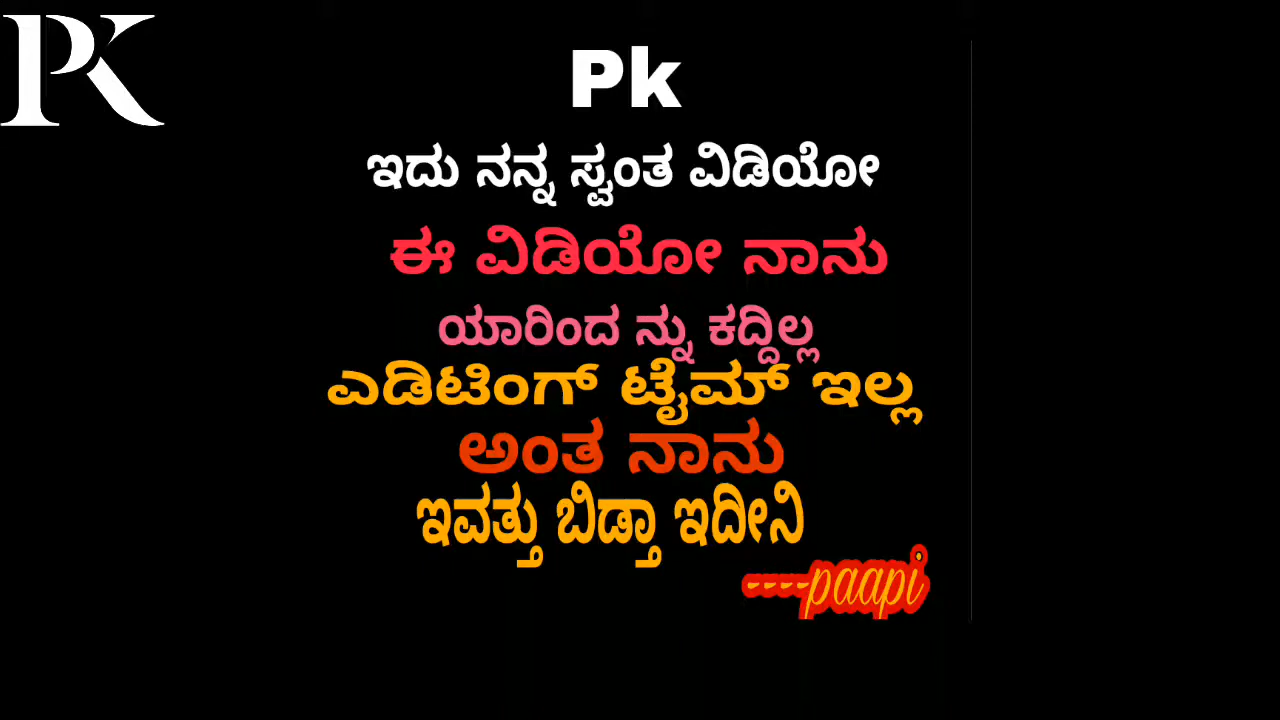 PK
Pk
ಇದು ನನ್ನ ಸ್ವಂತ ವಿಡಿಯೋ
ಈ ವಿಡಿಯೋ ನಾನು
ಯಾರಿಂದ ನ್ನು ಕದ್ದಿಲ್ಲ
ಎಡಿಟಿಂಗ್ ಟೈಮ್ ಇಲ್ಲ
ಅಂತ ನಾನು
ಇವತ್ತು ಬಿಡ್ತಾ ಇದೀನಿ
----paapi